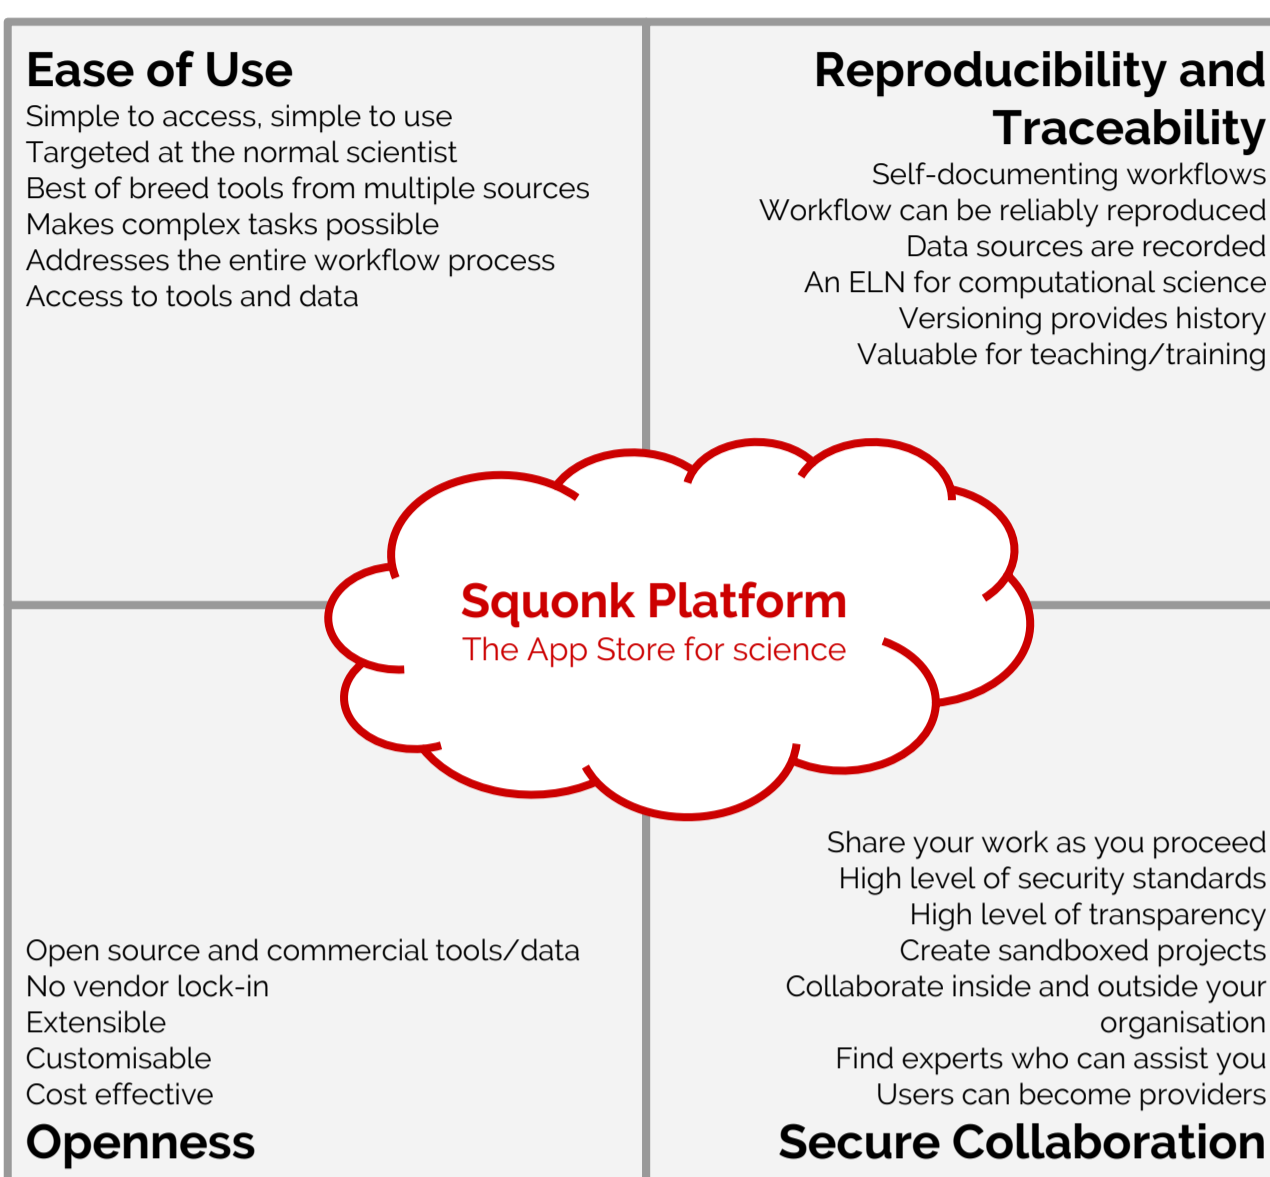 Ease of Use
Simple to access, simple to use
Targeted at the normal scientist
Best of breed tools from multiple sources
Makes complex tasks possible
Addresses the entire workflow process
Access to tools and data
Reproducibility and
Traceability
Self-documenting workflows
Workflow can be reliably reproduced
Data sources are recorded
An ELN for computational science
Versioning provides history
Valuable for teaching/training
Squonk Platform
The App Store for science
Open source and commercial tools/data
No vendor lock-in
Extensible
Customisable
Cost effective
Openness
Share your work as you proceed
High level of security standards
High level of transparency
Create sandboxed projects
Collaborate inside and outside your
organisation
Find experts who can assist you
Users can become providers
Secure Collaboration